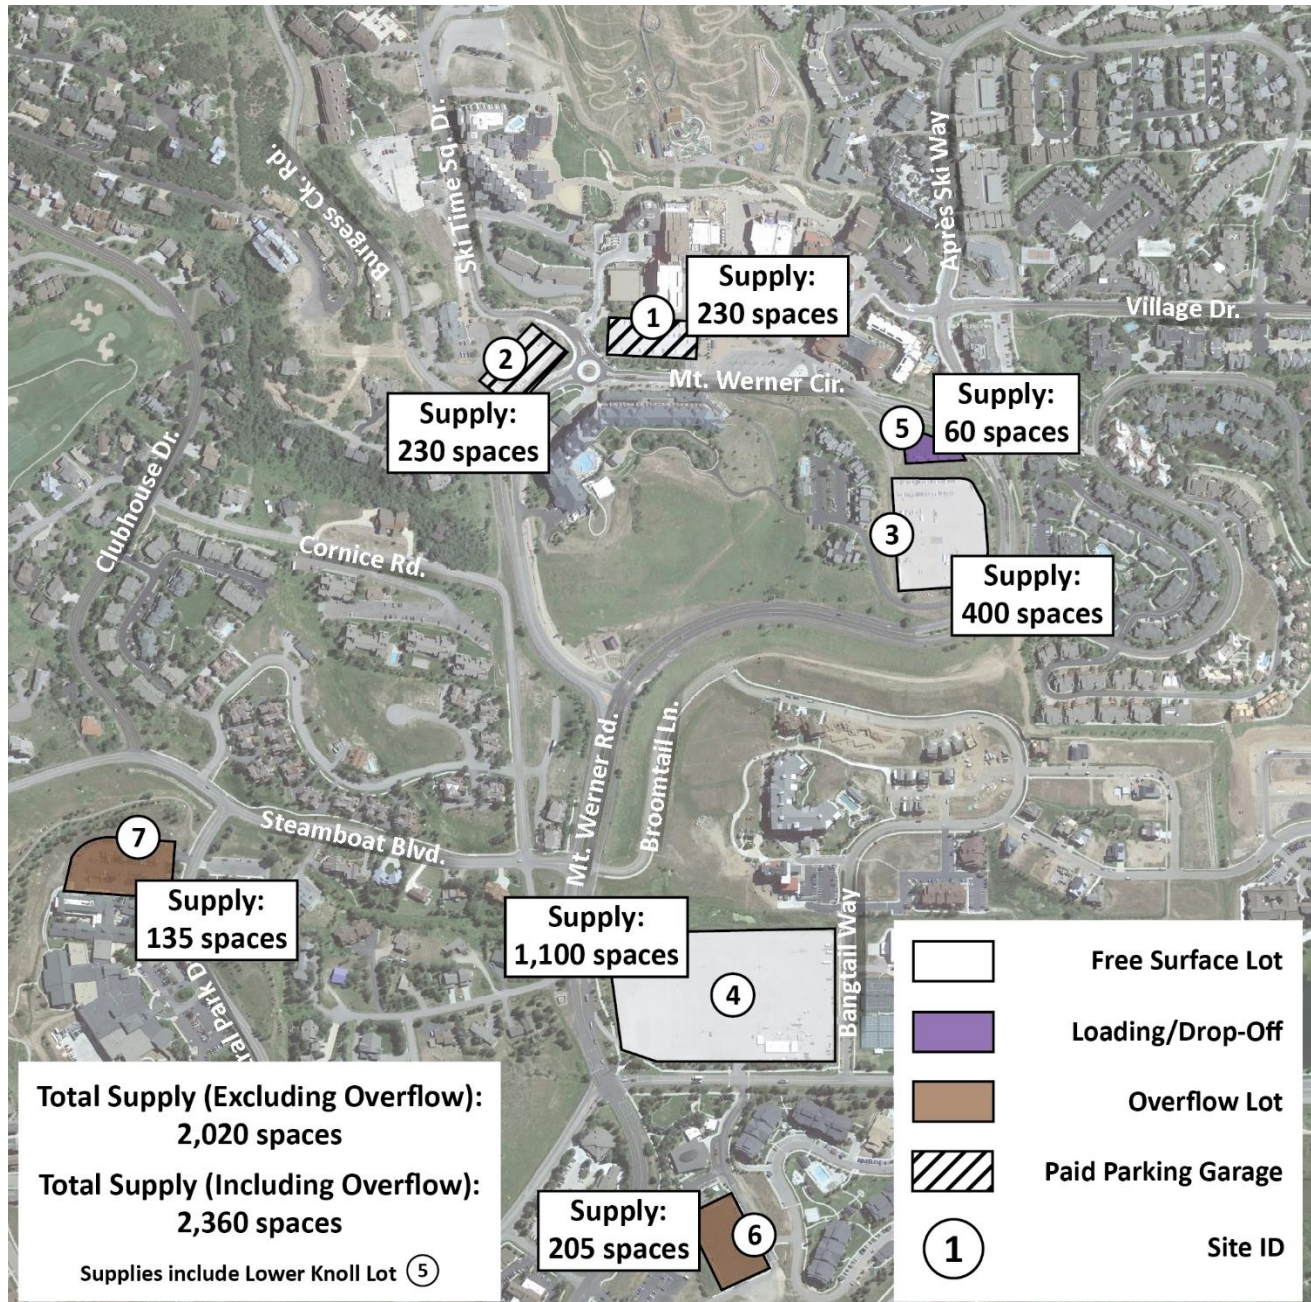 Ski Time Sq. Dr.
Burgess Ck. Rd.
Après Ski Way
Village Dr.
1
Supply:
230 spaces
2
Supply:
230 spaces
Mt. Werner Cir.
5
Supply:
60 spaces
3
Supply:
400 spaces
Clubhouse Dr.
Cornice Rd.
Mt. Werner Rd.
Broomtail Ln.
Steamboat Blvd.
7
Supply:
135 spaces
Supply:
1,100 spaces
4
Bangtail Way
ral Park D
6
Supply:
205 spaces
Total Supply (Excluding Overflow):
2,020 spaces
Total Supply (Including Overflow):
2,360 spaces
Supplies include Lower Knoll Lot 5
Free Surface Lot
Loading/Drop-Off
Overflow Lot
Paid Parking Garage
1 Site ID